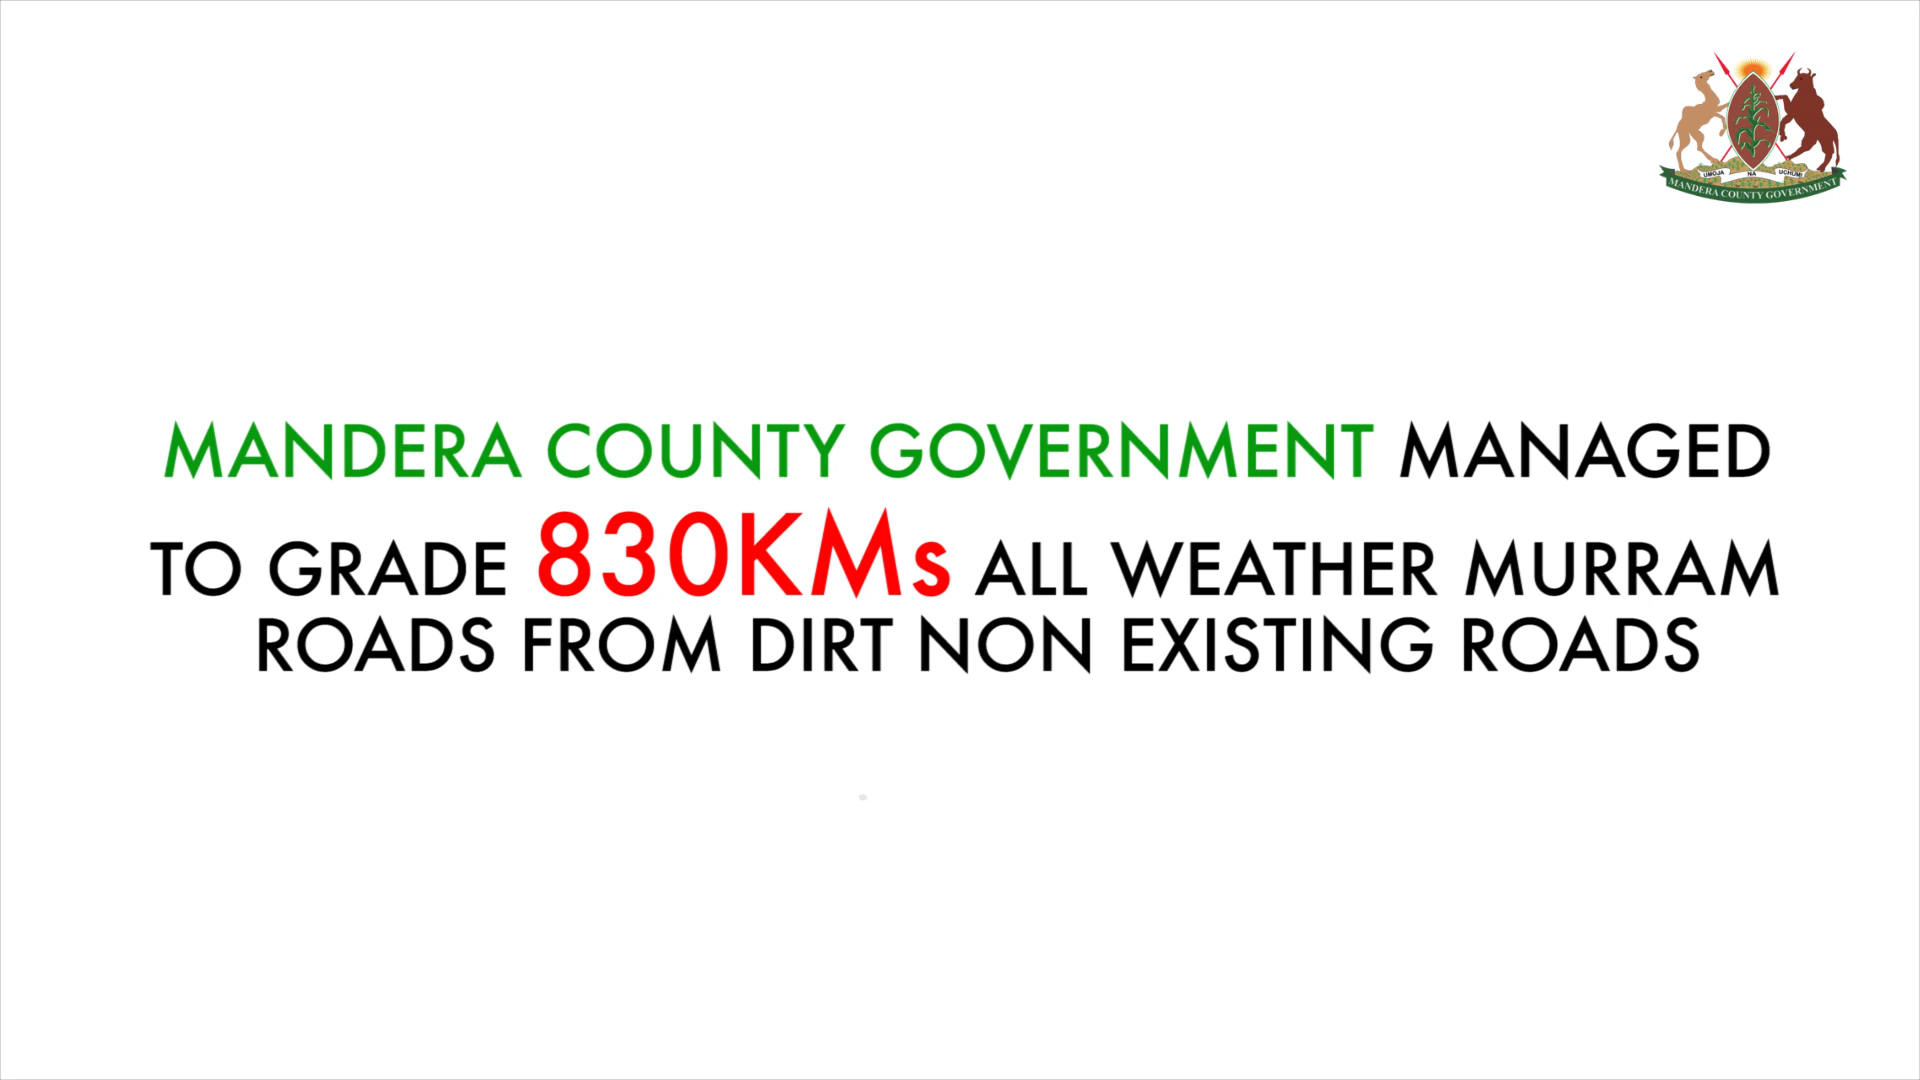 UMOJA NA UCHUMI
MANDERA COUNTY GOVERNMENT
MANDERA COUNTY GOVERNMENT MANAGED
TO GRADE 830KMs ALL WEATHER MURRAM
ROADS FROM DIRT NON EXISTING ROADS